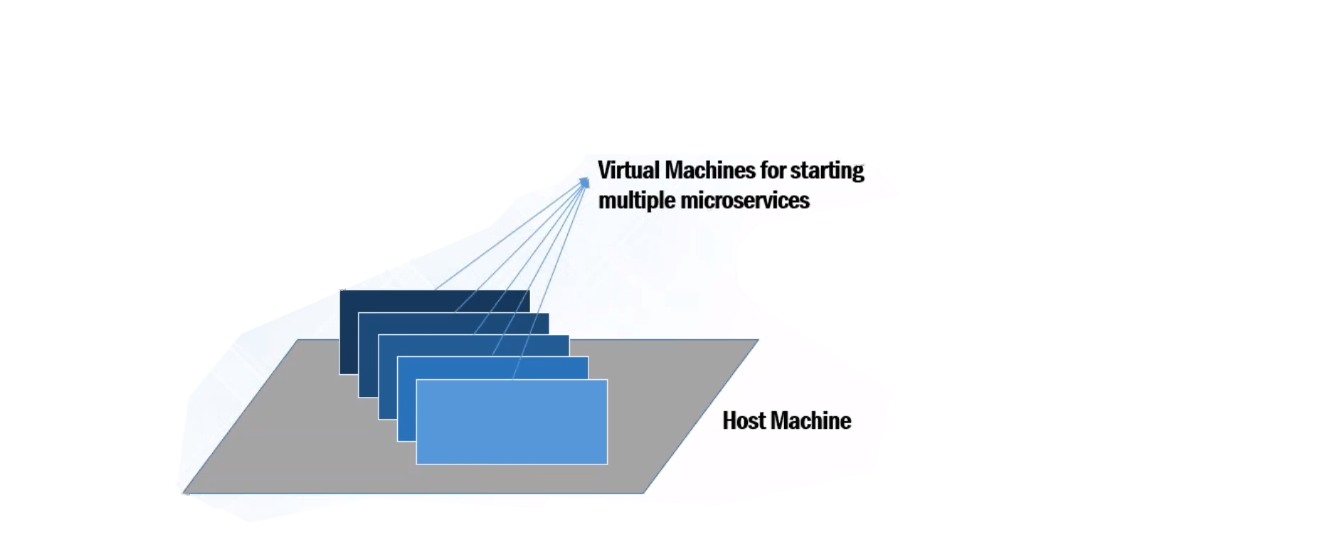 Virtual Machines for starting
multiple microservices
Host Machine